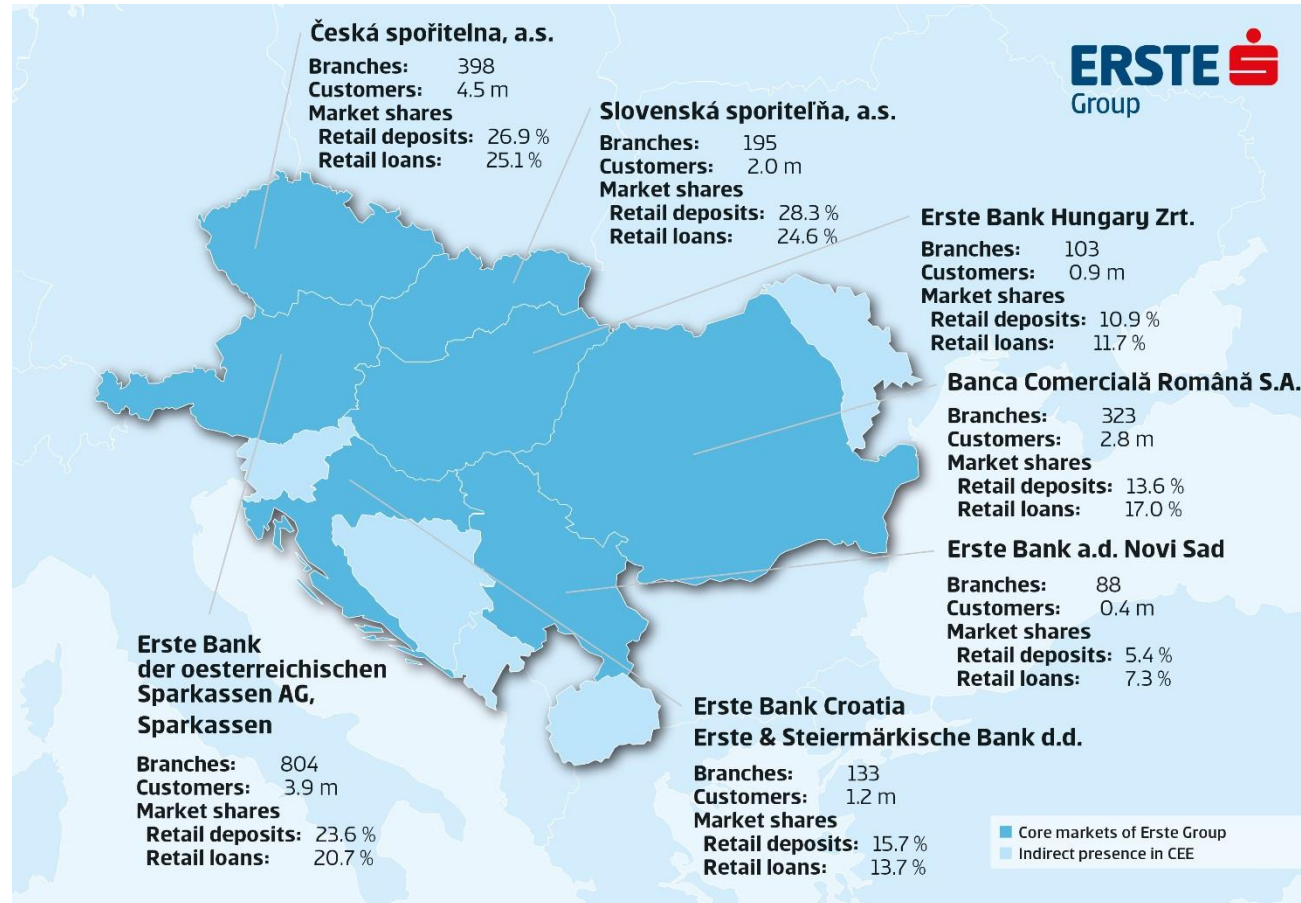 Česká spořitelna, a.s.
Branches: 398
Customers: 4.5 m
Market shares
Retail deposits: 26.9 %
Retail loans: 25.1 %
ERSTE
Group
Slovenská sporiteľňa, a.s.
Branches: 195
Customers: 2.0 m
Market shares
Retail deposits: 28.3 %
Retail loans: 24.6 %
Erste Bank Hungary Zrt.
Branches: 103
Customers: 0.9 m
Market shares
Retail deposits: 10.9 %
Retail loans: 11.7 %
Banca Comercială Română S.A.
Branches: 323
Customers: 2.8 m
Market shares
Retail deposits: 13.6 %
Retail loans: 17.0 %
Erste Bank a.d. Novi Sad
Branches: 88
Customers: 0.4 m
Market shares
Retail deposits: 5.4 %
Retail loans: 7.3 %
Erste Bank
der oesterreichischen
Sparkassen AG,
Sparkassen
Branches: 804
Customers: 3.9 m
Market shares
Retail deposits: 23.6 %
Retail loans: 20.7 %
Erste Bank Croatia
Erste & Steiermärkische Bank d.d.
Branches: 133
Customers: 1.2 m
Market shares
Retail deposits: 15.7 %
Retail loans: 13.7 %
Core markets of Erste Group
Indirect presence in CEE